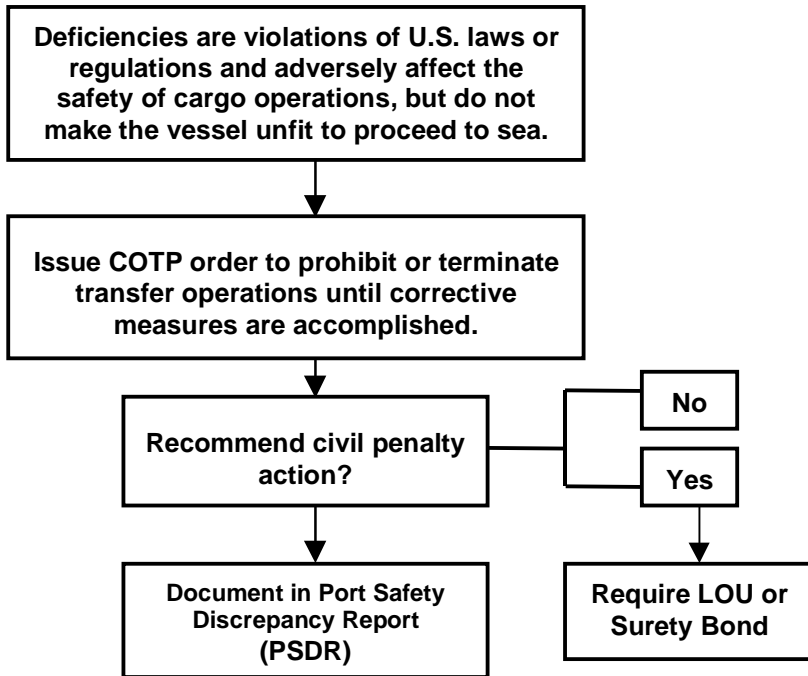 Deficiencies are violations of U.S. laws or
regulations and adversely affect the
safety of cargo operations, but do not
make the vessel unfit to proceed to sea.
Issue COTP order to prohibit or terminate
transfer operations until corrective
measures are accomplished.
Recommend civil penalty
action?
No
Yes
Document in Port Safety
Discrepancy Report
(PSDR)
Require LOU or
Surety Bond